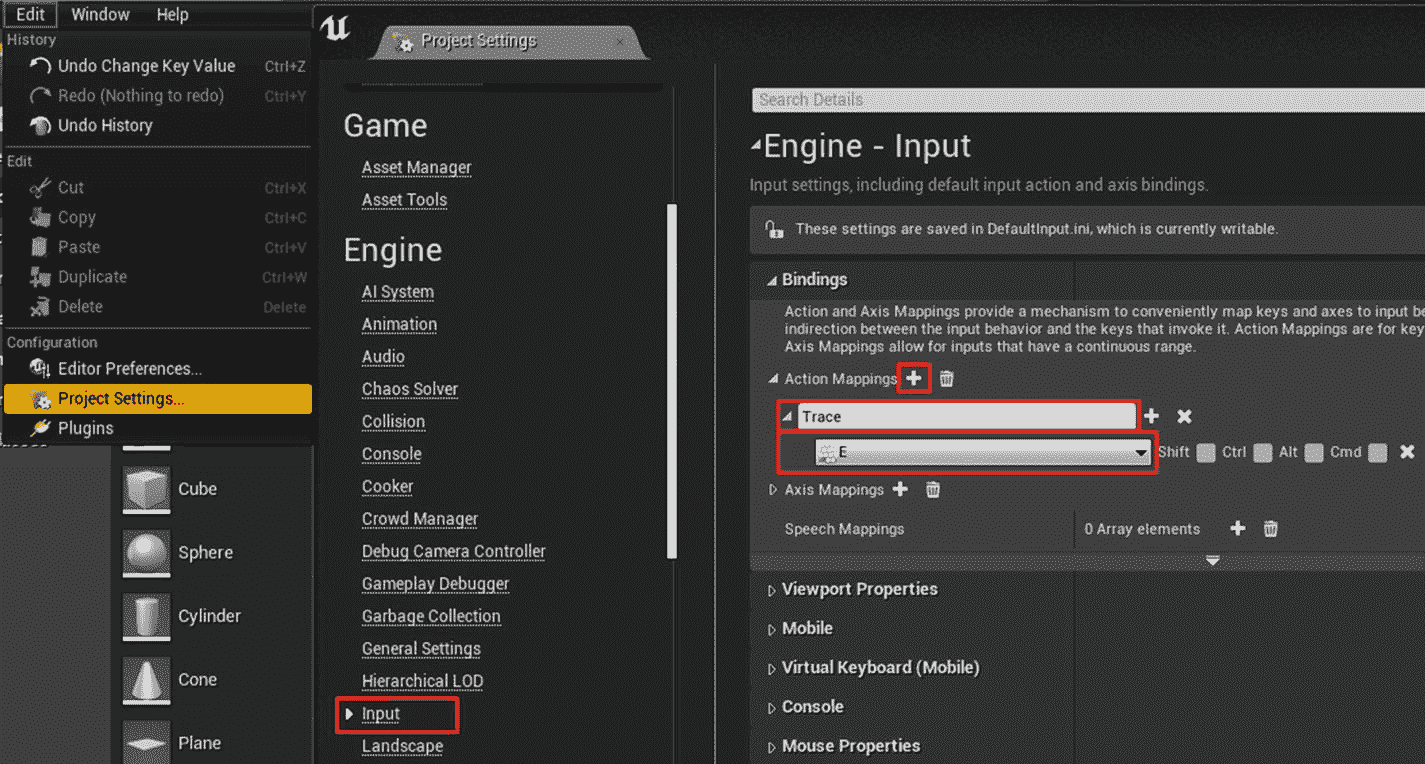 Edit Window Help
History
Undo Change Key Value Ctrl+Z
Redo (Nothing to redo) Ctrl+Y
Undo History
Edit
Cut Ctrl+X
Copy Ctrl+C
Paste Ctrl+V
Duplicate Ctrl+W
Delete Delete
Configuration
Editor Preferences...
Project Settings...
Plugins
Cube
Sphere
Cylinder
Cone
Plane
Project Settings
Game
Asset Manager
Asset Tools
Engine
AI System
Animation
Audio
Chaos Solver
Collision
Console
Cooker
Crowd Manager
Debug Camera Controller
Gameplay Debugger
Garbage Collection
General Settings
Hierarchical LOD
Input
Landscape
Search Details
Engine - Input
Input settings, including default input action and axis bindings.
These settings are saved in DefaultInput.ini, which is currently writable.
Bindings
Action and Axis Mappings provide a mechanism to conveniently map keys and axes to input be
indirection between the input behavior and the keys that invoke it. Action Mappings are for key
Axis Mappings allow for inputs that have a continuous range.
Action Mappings
Trace
E Shift Ctrl Alt Cmd
Axis Mappings
Speech Mappings 0 Array elements
Viewport Properties
Mobile
Virtual Keyboard (Mobile)
Console
Mouse Properties